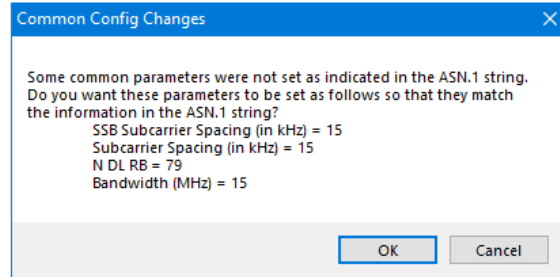 Common Config Changes
Some common parameters were not set as indicated in the ASN.1 string.
Do you want these parameters to be set as follows so that they match
the information in the ASN.1 string?
SSB Subcarrier Spacing (in kHz) = 15
Subcarrier Spacing (in kHz) = 15
N DL RB = 79
Bandwidth (MHz) = 15
OK Cancel